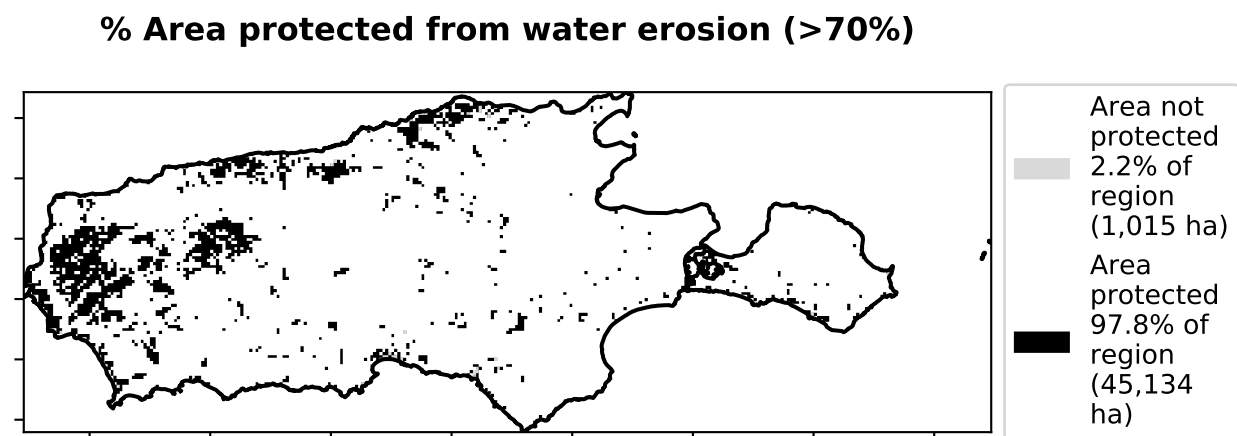 % Area protected from water erosion (>70%)
Area not
protected
2.2% of
region
(1,015 ha)
Area
protected
97.8% of
region
(45,134
ha)